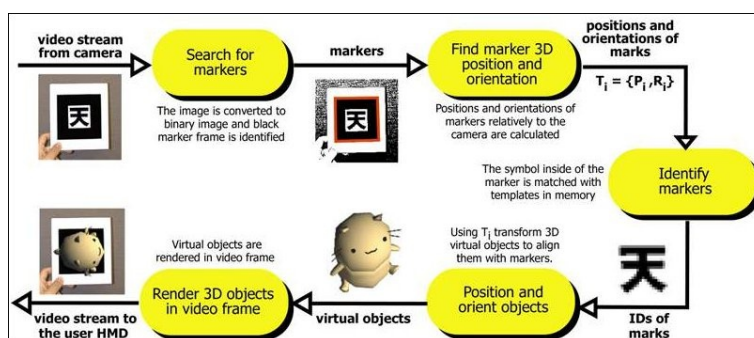 video stream
from camera
Search for
markers
The image is converted to
binary image and black
marker frame is identified
markers
Find marker 3D
position and
orientation
Positions and orientations of
markers relatively to the
camera are calculated
positions and
orientations of
marks
Ti = {Pi ,Ri}
The symbol inside of the
marker is matched with
templates in memory
Identify
markers
天
天
天
IDs of
marks
Using Ti transform 3D
virtual objects to align
them with markers.
Position and
orient objects
virtual objects
Virtual objects are
rendered in video frame
Render 3D objects
in video frame
video stream to
the user HMD